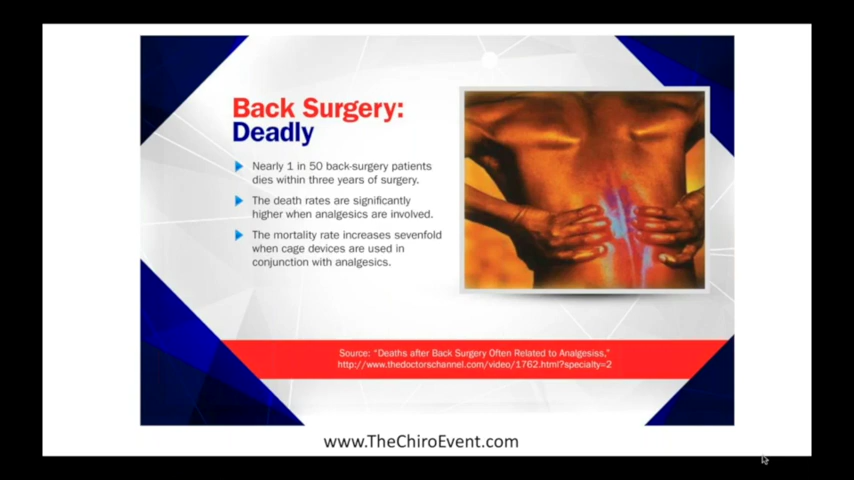 Back Surgery:
Deadly
Nearly 1 in 50 back-surgery patients
dies within three years of surgery.
The death rates are significantly
higher when analgesics are involved.
The mortality rate increases sevenfold
when cage devices are used in
conjunction with analgesics.
Source: "Deaths after Back Surgery Often Related to Analgesiss,"
http://www.thedoctorschannel.com/video/1762.html?specialty=2
www.TheChiroEvent.com